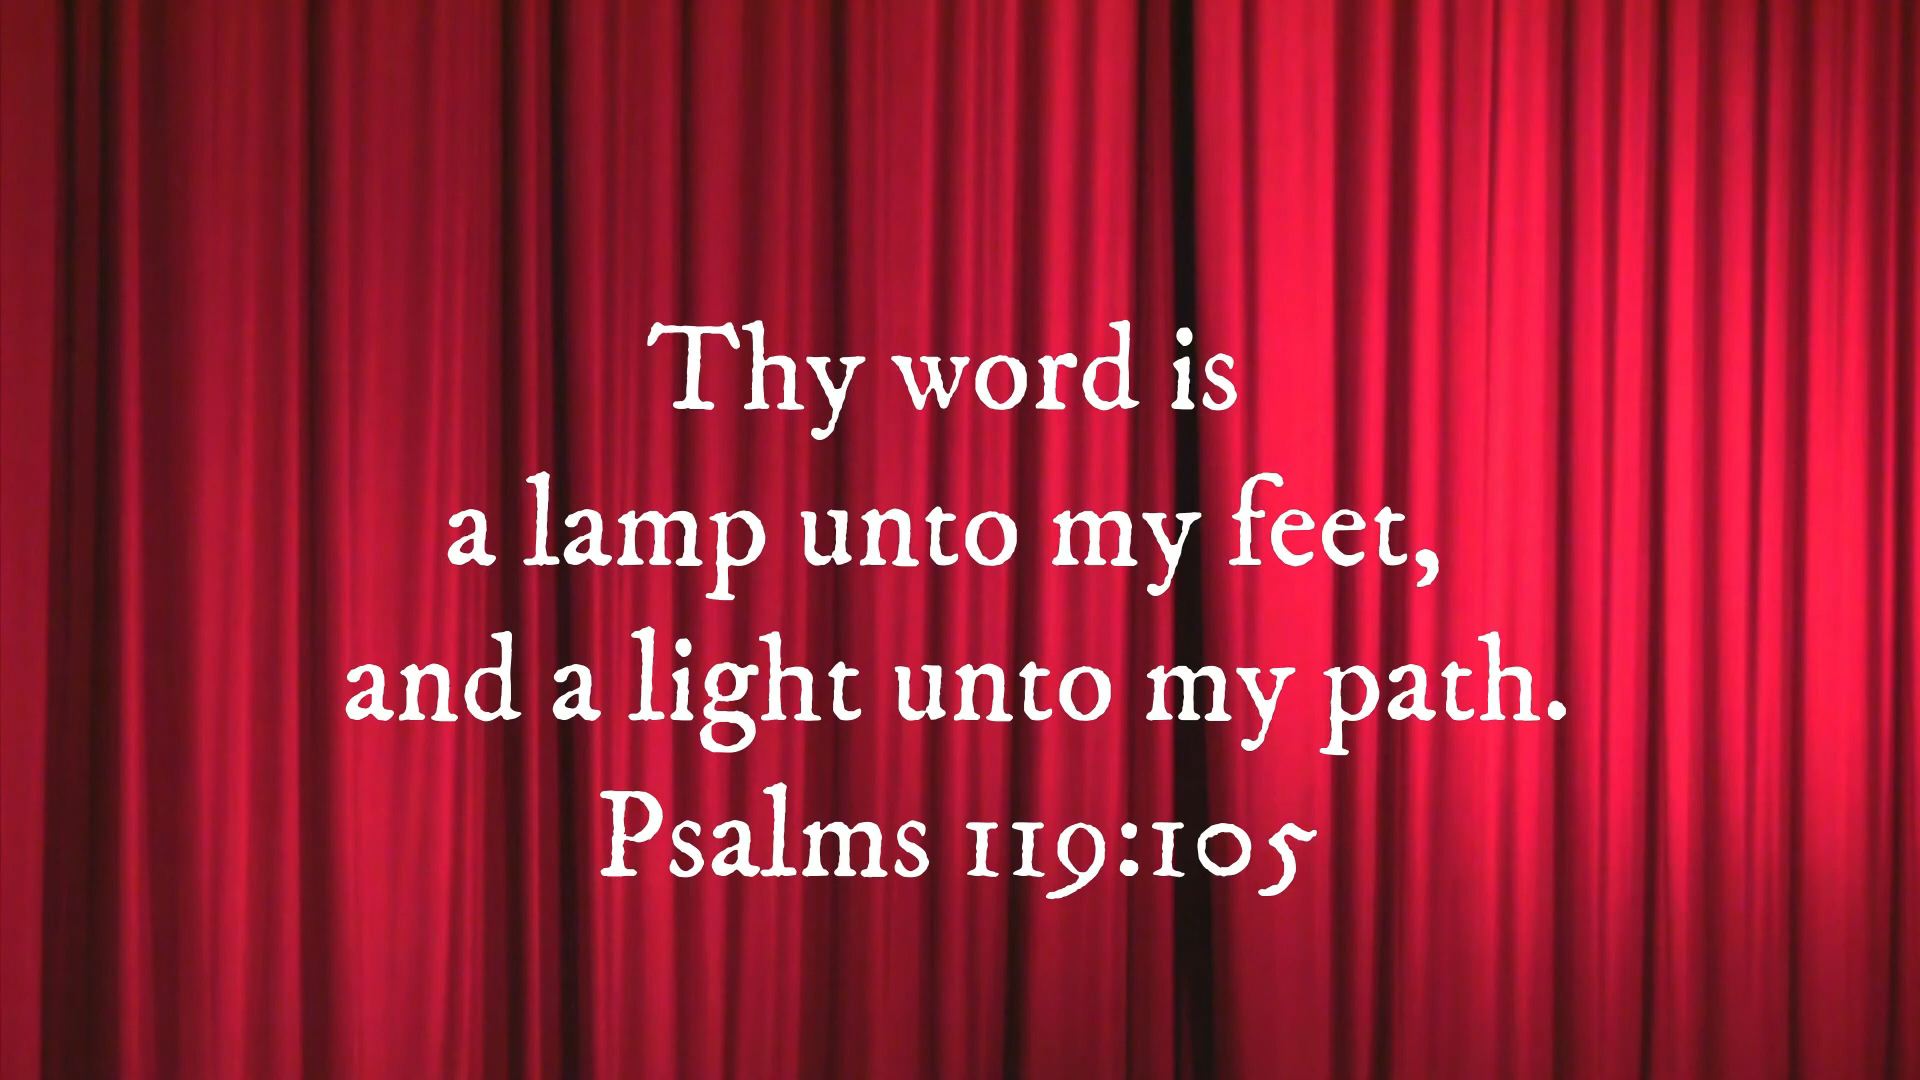 Thy word is
a lamp unto my feet,
and a light unto my path.
Psalms 119:105